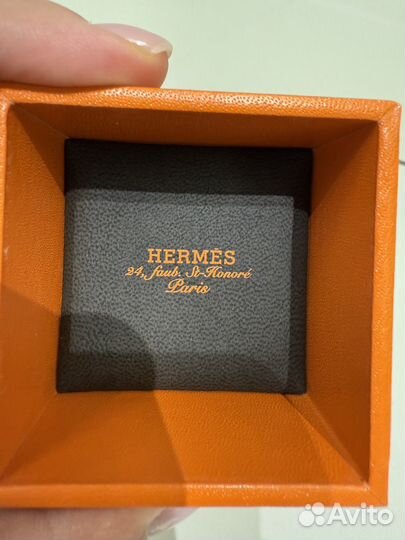 HERMÈS
24, faub. St-Honoré
Paris
Avito